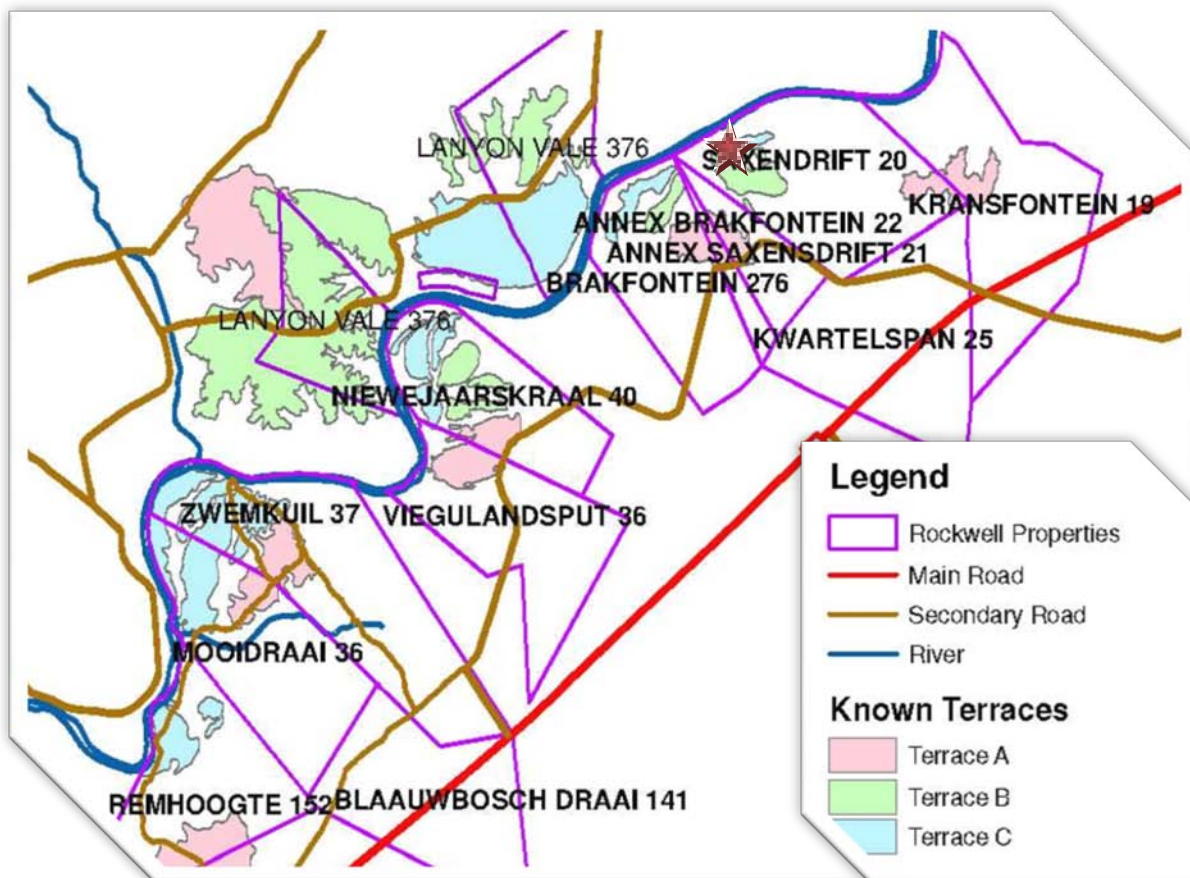 LANYON VALE 376
SAXENDRIFT 20
KRANSFONTEIN 19
ANNEX BRAKFONTEIN 22
ANNEX SAXENSDRIFT 21
BRAKFONTEIN 276
LANYON VALE 376
KWARTELSPAN 25
NIEWEJAARSKRAAL 40
ZWEMKUIL 37
VIEGULANDSPUT 36
MOOIDRAAI 36
REMHOOGTE 152
BLAAUWBOSCH DRAAI 141
Legend
Rockwell Properties
Main Road
Secondary Road
River
Known Terraces
Terrace A
Terrace B
Terrace C